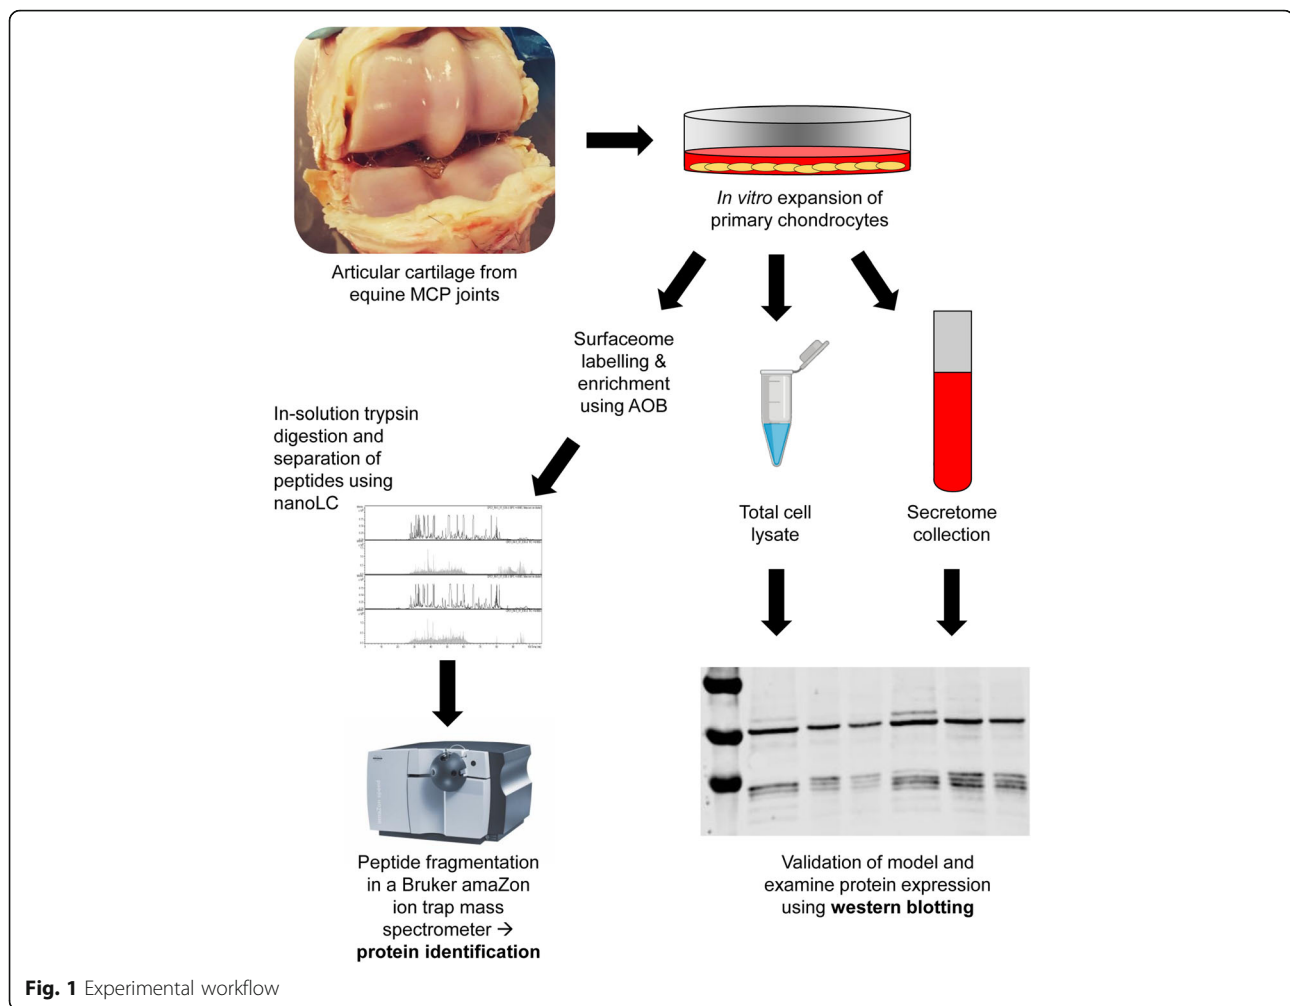 Articular cartilage from
equine MCP joints
In vitro expansion of
primary chondrocytes
Surfaceome
labelling &
enrichment
using AOB
In-solution trypsin
digestion and
separation of
peptides using
nanoLC
Total cell
lysate
Secretome
collection
Peptide fragmentation
in a Bruker amaZon
ion trap mass
spectrometer →
protein identification
Validation of model and
examine protein expression
using western blotting
Fig. 1 Experimental workflow